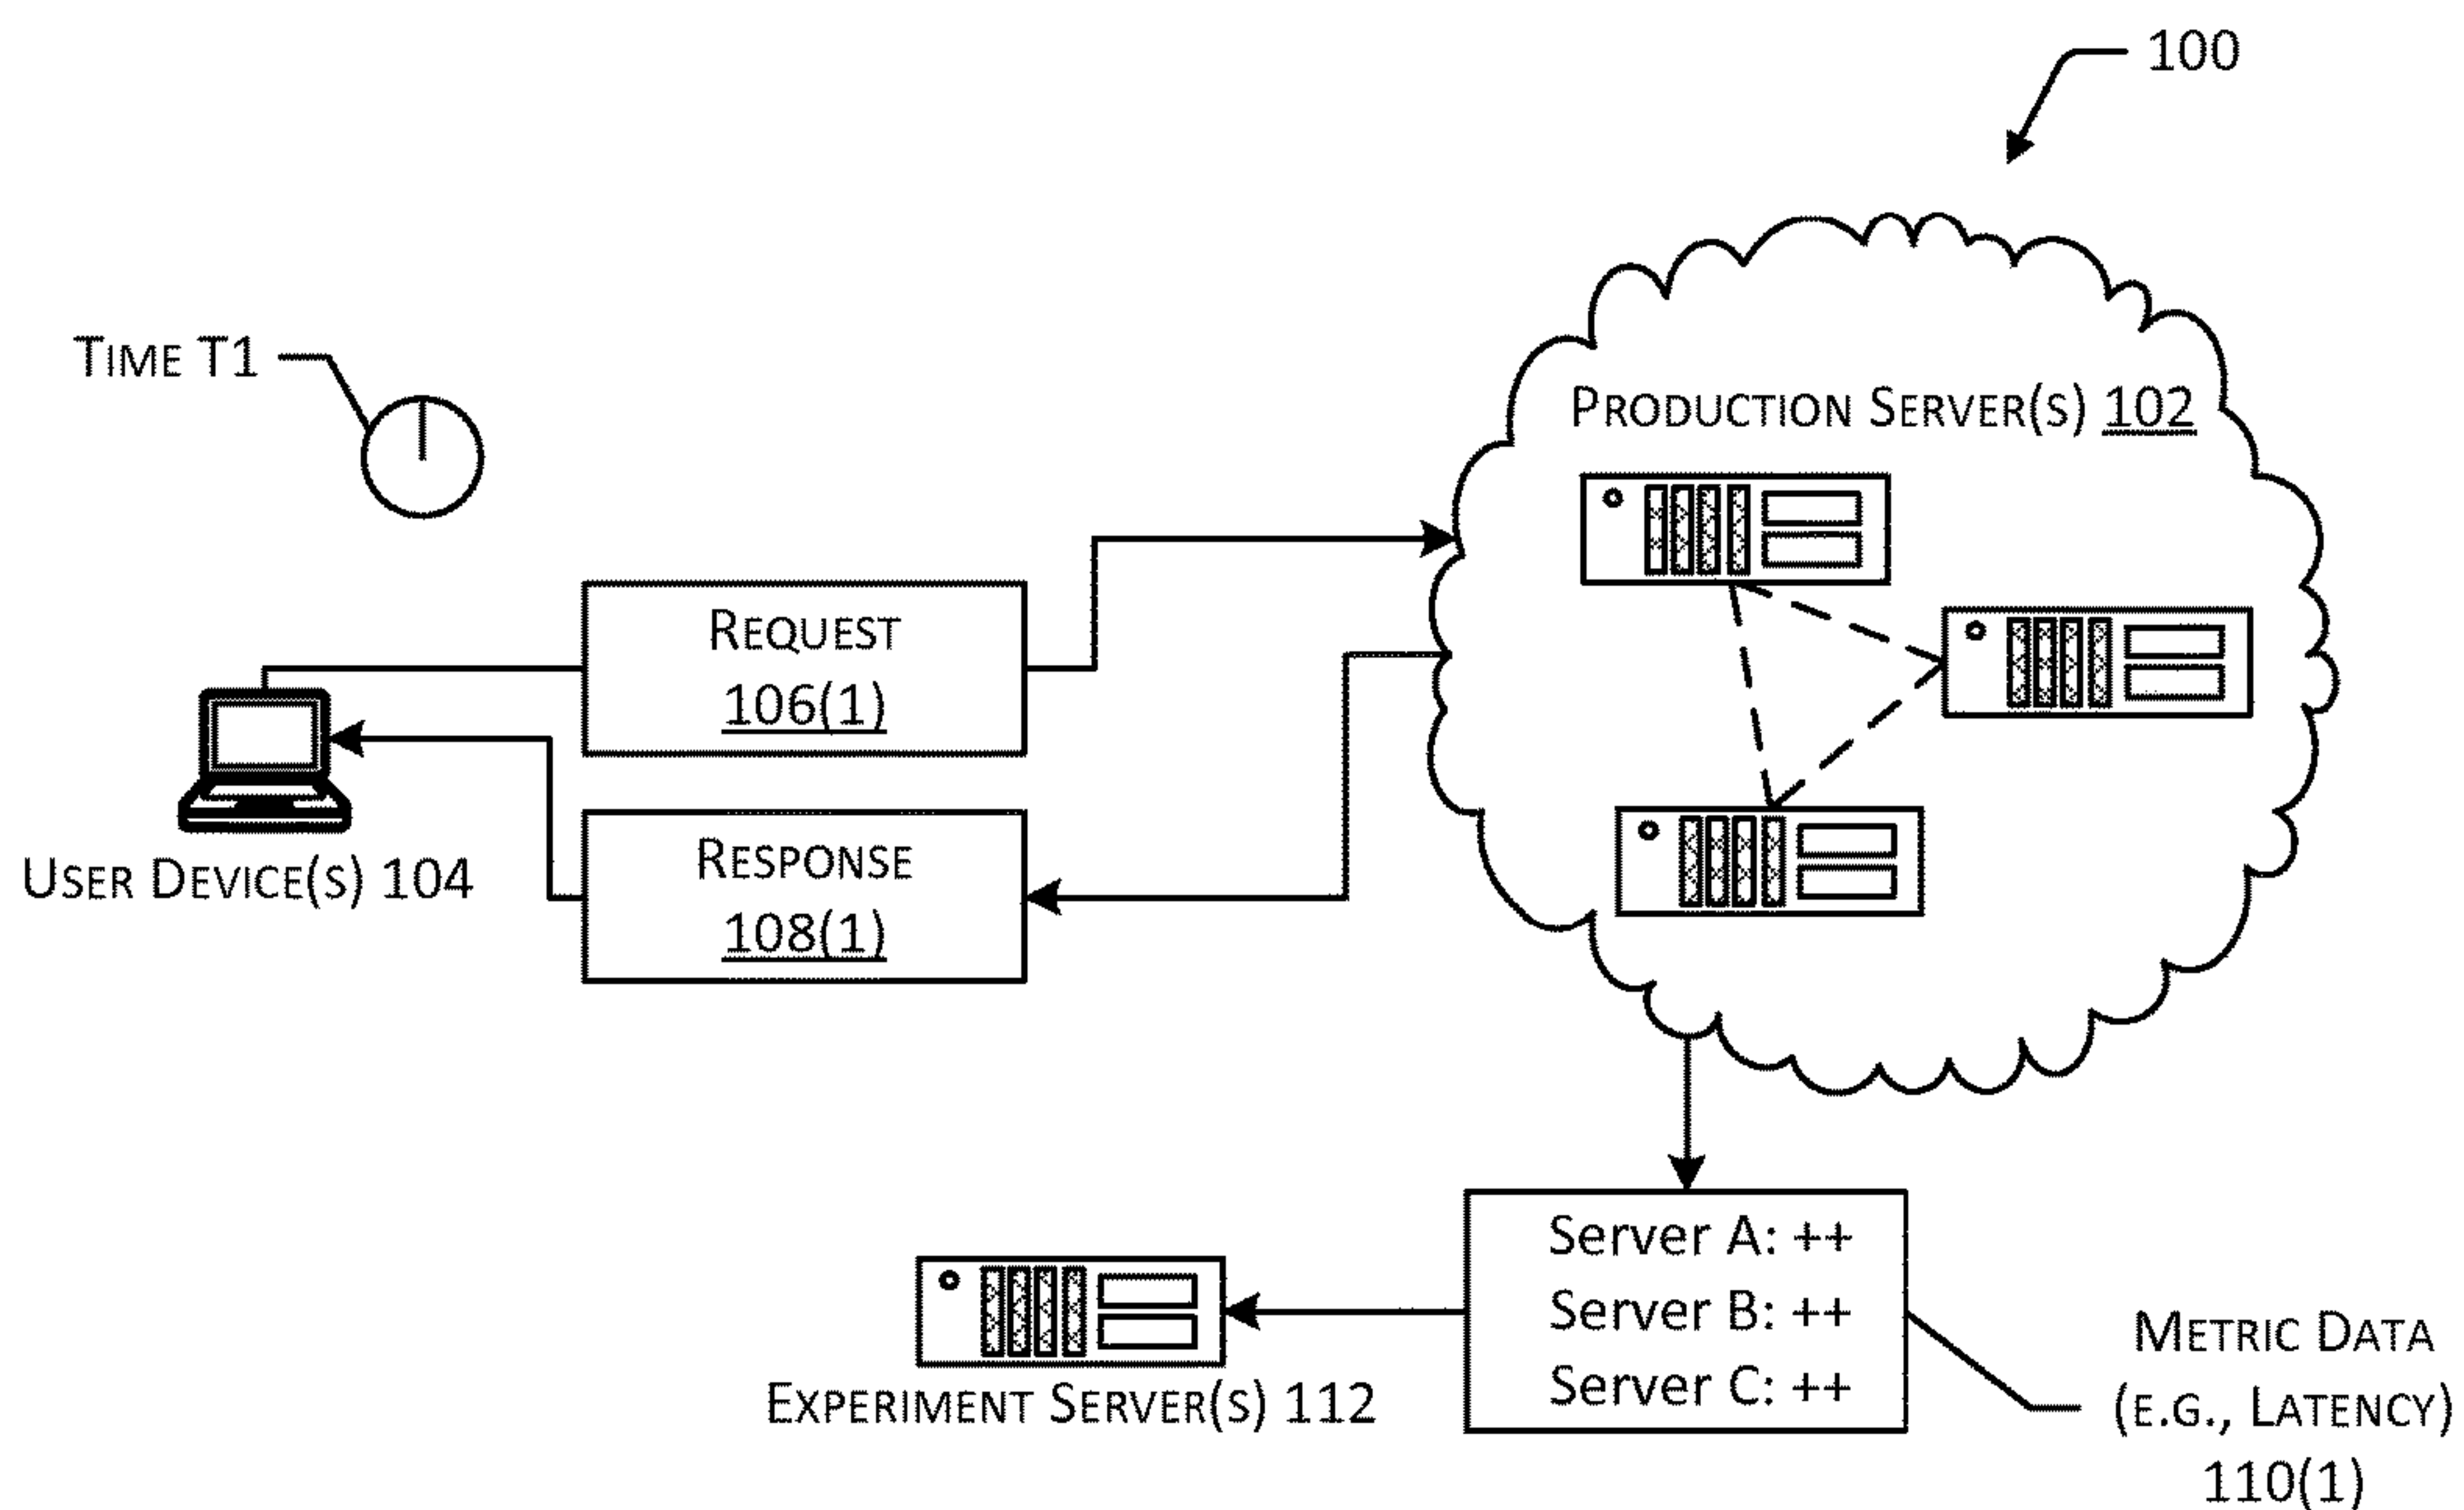 100
TIME T1
PRODUCTION SERVER(S) 102
REQUEST
106(1)
USER DEVICE(S) 104
RESPONSE
108(1)
Server A: ++
Server B: ++
Server C: ++
EXPERIMENT SERVER(S) 112
METRIC DATA
(E.G., LATENCY)
110(1)